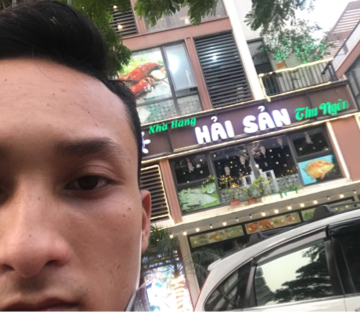 Nhà Hàng
HẢI SẢN
Thu Ngân